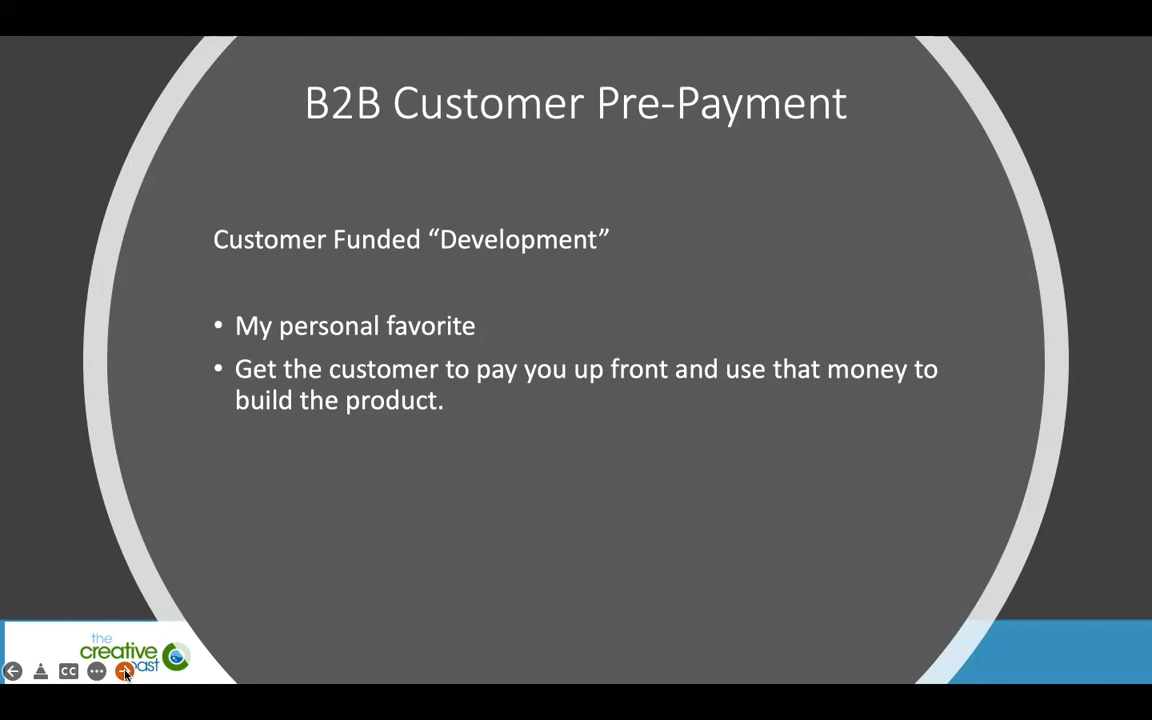 B2B Customer Pre-Payment
Customer Funded “Development”
• My personal favorite
• Get the customer to pay you up front and use that money to
build the product.
the
creative
CC